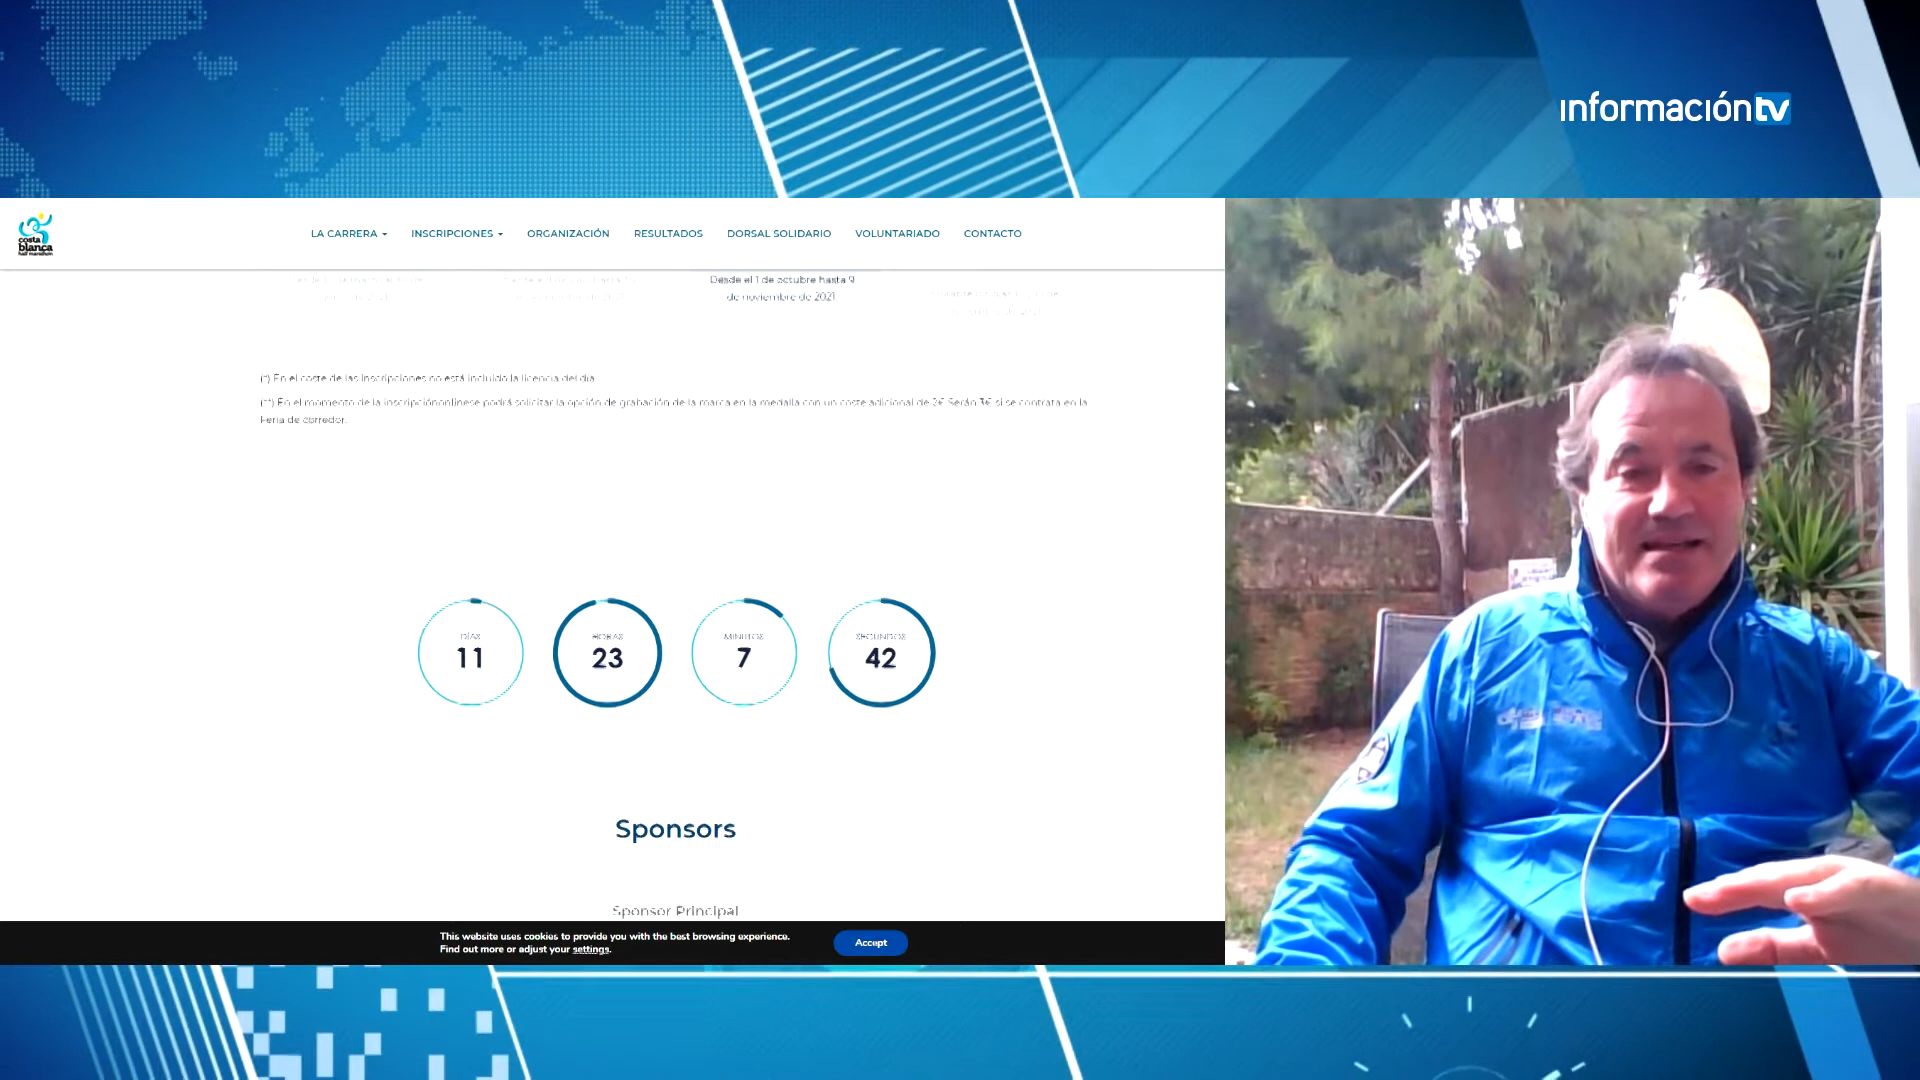 informacióntv
costa
blanca
half marathon
LA CARRERA INSCRIPCIONES ORGANIZACIÓN RESULTADOS DORSAL SOLIDARIO VOLUNTARIADO CONTACTO
Desde el 1 de octubre hasta 9
de noviembre de 2021
(*) En el coste de las inscripciones no está incluido la licencia del día
(**) En el momento de la inscripciónonlinese podrá solicitar la opción de grabación de la marca en la medalla con un coste adicional de 2€. Serán 3€ si se contrata en la
Feria de corredor.
DÍAS HORAS MINUTOS SEGUNDOS
11 23 7 42
Sponsors
Sponsor Principal
This website uses cookies to provide you with the best browsing experience.
Find out more or adjust your settings.
Accept